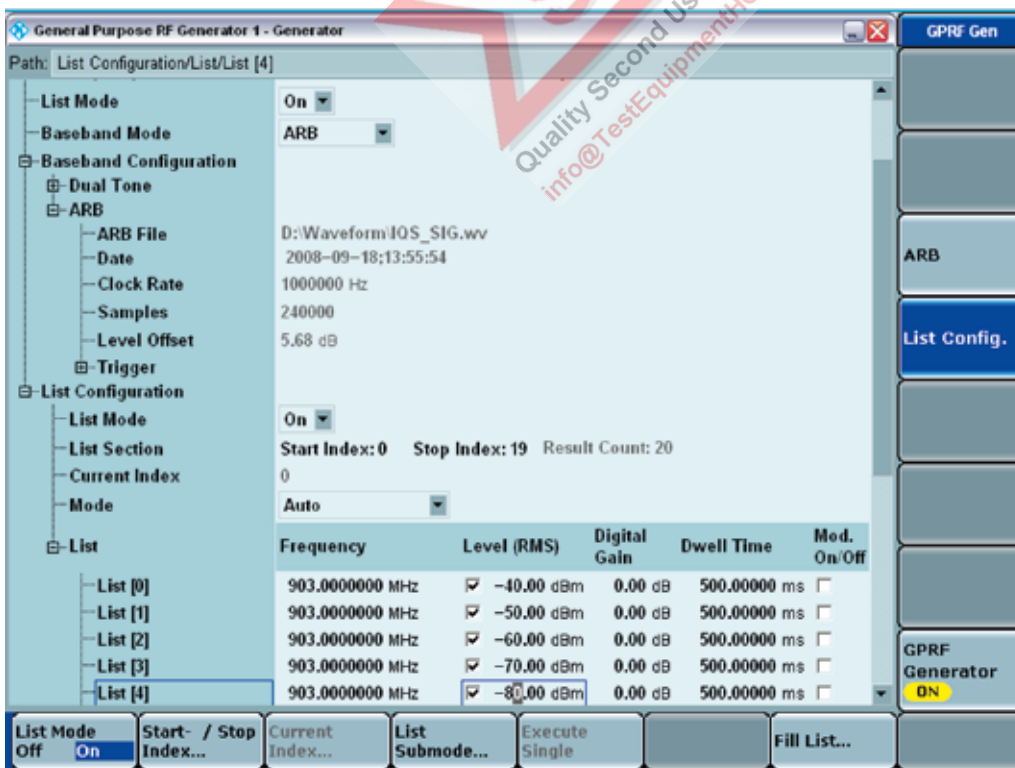 General Purpose RF Generator 1 - Generator
GPRF Gen
Path: List Configuration/List/List [4]
List Mode On
Baseband Mode ARB
Baseband Configuration
Dual Tone
ARB
ARB File D:\Waveform\IQS_SIG.wv
Date 2008-09-18;13:55:54
Clock Rate 1000000 Hz
Samples 240000
Level Offset 5.68 dB
Trigger
List Configuration
List Mode On
List Section Start Index: 0 Stop Index: 19 Result Count: 20
Current Index 0
Mode Auto
List Frequency Level (RMS) Digital Gain Dwell Time Mod. On/Off
List [0] 903.0000000 MHz -40.00 dBm 0.00 dB 500.00000 ms
List [1] 903.0000000 MHz -50.00 dBm 0.00 dB 500.00000 ms
List [2] 903.0000000 MHz -60.00 dBm 0.00 dB 500.00000 ms
List [3] 903.0000000 MHz -70.00 dBm 0.00 dB 500.00000 ms
List [4] 903.0000000 MHz -80.00 dBm 0.00 dB 500.00000 ms
ARB
List Config.
GPRF Generator
ON
List Mode Off On
Start- / Stop Index...
Current Index...
List Submode...
Execute Single
Fill List...
Quality Second